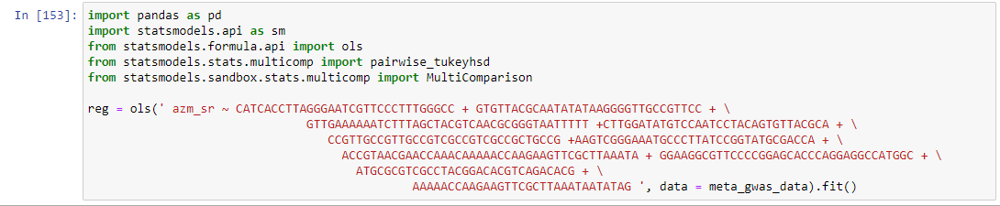 In [153]: import pandas as pd
import statsmodels.api as sm
from statsmodels.formula.api import ols
from statsmodels.stats.multicomp import pairwise_tukeyhsd
from statsmodels.sandbox.stats.multicomp import MultiComparison
reg = ols(' azm_sr ~ CATCACCTTAGGGAATCGTTCCCTTTGGGCC + GTGTTACGCAATATATAAGGGGTTGCCGTTCC + \
GTTGAAAAAATCTTTAGCTACGTCAACGCGGGTAATTTTT +CTTGGATATGTCCAATCCTACAGTGTTACGCA + \
CCGTTGCCGTTGCCGTCGCCGTCGCCGCTGCCG +AAGTCGGGAAATGCCCTTATCCGGTATGCGACCA + \
ACCGTAACGAACCAAACAAAAACCAAGAAGTTCGCTTAAATA + GGAAGGCGTTCCCCGGAGCACCCAGGAGGCCATGGC + \
ATGCGCGTCGCCTACGGACACGTCAGACACG + \
AAAAACCAAGAAGTTCGCTTAAATAATATAG ', data = meta_gwas_data).fit()